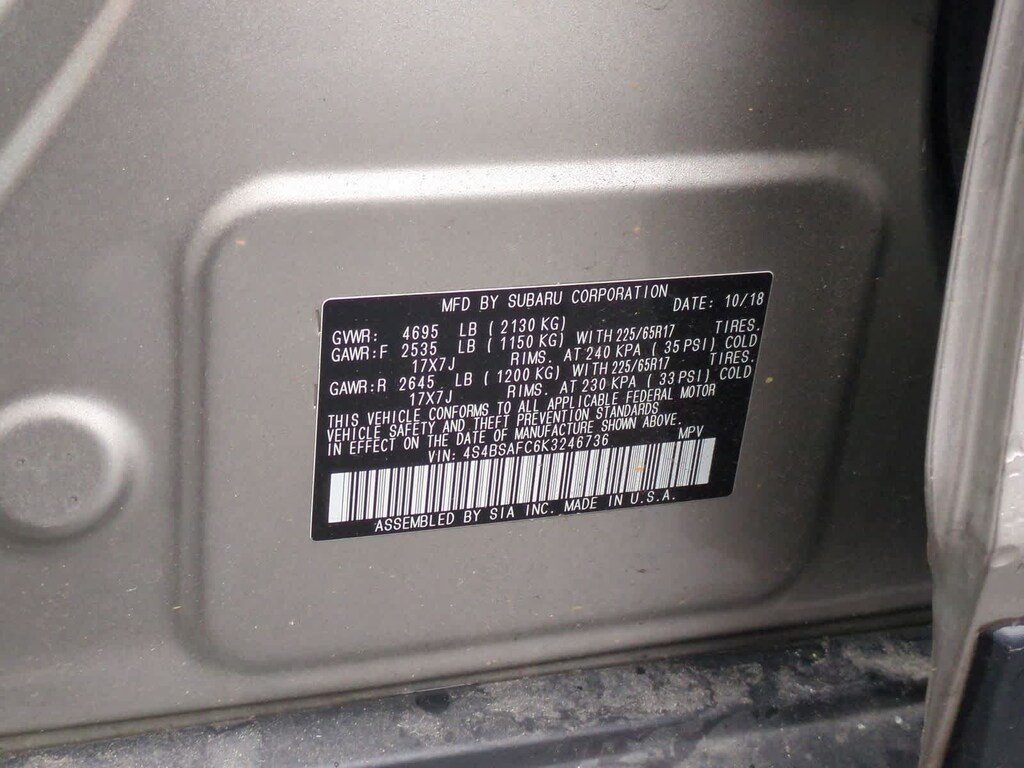 MFD BY SUBARU CORPORATION DATE: 10/18
GVWR: 4695 LB ( 2130 KG)
GAWR:F 2535 LB ( 1150 KG) WITH 225/65R17 TIRES.
17X7J RIMS. AT 240 KPA ( 35 PSI) COLD
GAWR:R 2645 LB ( 1200 KG) WITH 225/65R17 TIRES.
17X7J RIMS. AT 230 KPA ( 33 PSI) COLD
THIS VEHICLE CONFORMS TO ALL APPLICABLE FEDERAL MOTOR
VEHICLE SAFETY AND THEFT PREVENTION STANDARDS
IN EFFECT ON THE DATE OF MANUFACTURE SHOWN ABOVE.
VIN: 4S4BSAFC6K3246736 MPV
ASSEMBLED BY SIA INC. MADE IN U.S.A.